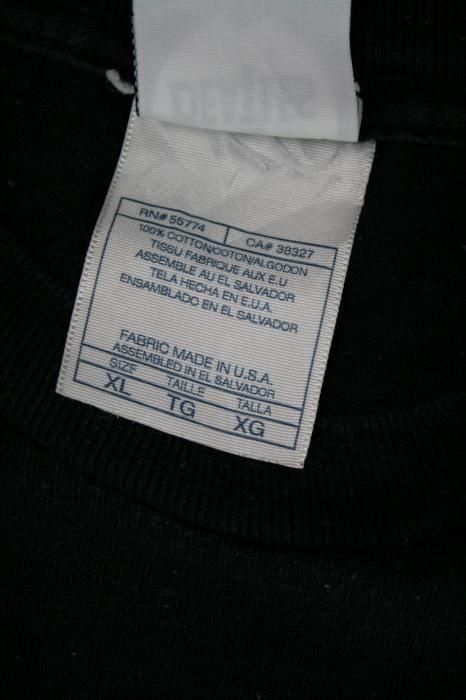 RN# 55774 CA# 38327
100% COTTON/COTON/ALGODON
TISSU FABRIQUE AUX E.U
ASSEMBLE AU EL SALVADOR
TELA HECHA EN E.U.A.
ENSAMBLADO EN EL SALVADOR
FABRIC MADE IN U.S.A.
ASSEMBLED IN EL SALVADOR
SIZE TAILLE TALLA
XL TG XG